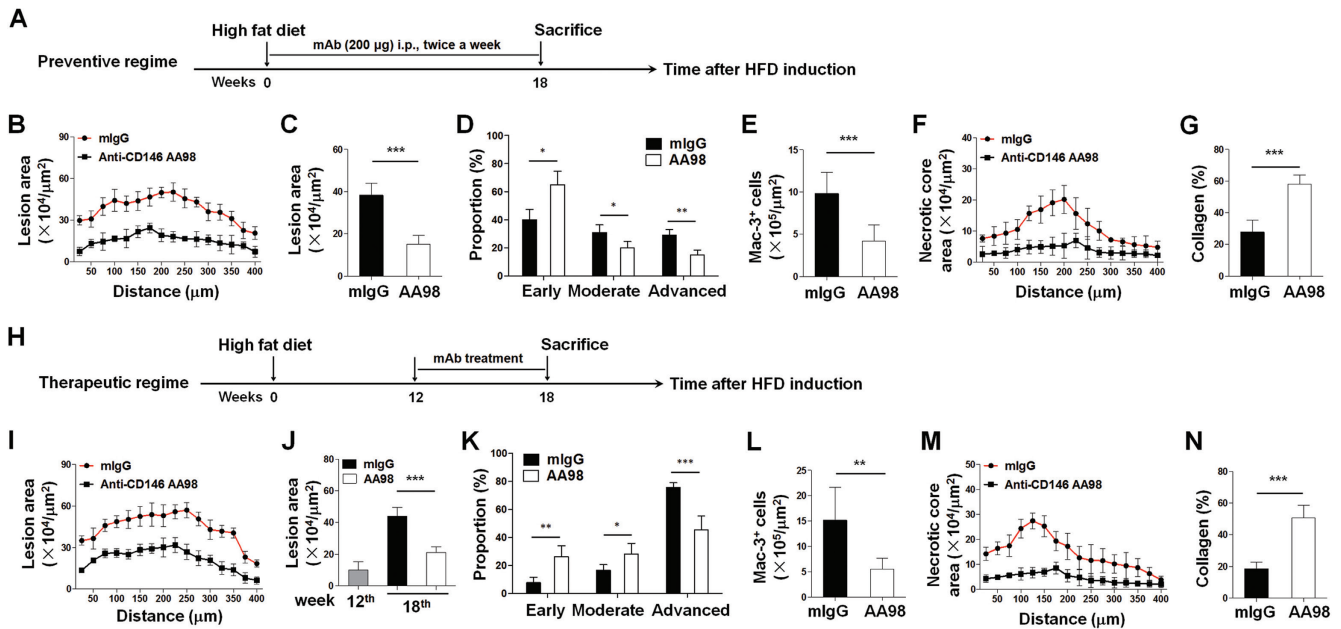 A
High fat diet
Sacrifice
mAb (200 μg) i.p., twice a week
Preventive regime
Time after HFD induction
Weeks 0
18
B
Lesion area
(×10⁴/μm2)
90
60
30
0
mIgG
Anti-CD146 AA98
50 100 150 200 250 300 350 400
Distance (μm)
C
Lesion area
(×10⁴/μm2)
60
40
20
0
***
mIgG AA98
D
Proportion (%)
100
80
60
40
20
0
mIgG
AA98
*
*
**
Early Moderate Advanced
E
Mac-3⁺ cells
(×10⁵/μm2)
15
10
5
0
***
mIgG AA98
F
Necrotic core
area (×10⁴/μm2)
40
30
20
10
0
mIgG
Anti-CD146 AA98
50 100 150 200 250 300 350 400
Distance (μm)
G
Collagen (%)
80
60
40
20
0
***
mIgG AA98
H
High fat diet
Sacrifice
mAb treatment
Therapeutic regime
Time after HFD induction
Weeks 0
12
18
I
Lesion area
(×10⁴/μm2)
90
60
30
0
mIgG
Anti-CD146 AA98
50 100 150 200 250 300 350 400
Distance (μm)
J
Lesion area
(×10⁴/μm2)
80
60
40
20
0
mIgG
AA98
***
week 12th 18th
K
Proportion (%)
100
80
60
40
20
0
mIgG
AA98
**
*
***
Early Moderate Advanced
L
Mac-3⁺ cells
(×10⁵/μm2)
25
20
15
10
5
0
**
mIgG AA98
M
Necrotic core
area (×10⁴/μm2)
50
40
30
20
10
0
mIgG
Anti-CD146 AA98
50 100 150 200 250 300 350 400
Distance (μm)
N
Collagen (%)
80
60
40
20
0
***
mIgG AA98